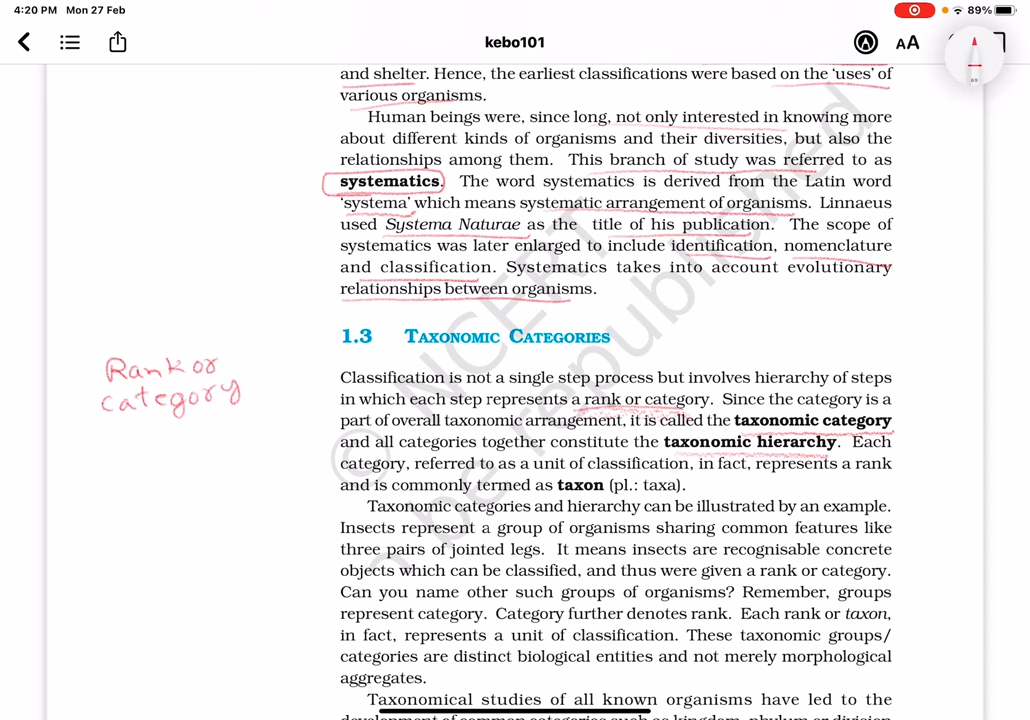 4:20 PM Mon 27 Feb
89%
kebo101
AA
and shelter. Hence, the earliest classifications were based on the ‘uses’ of
various organisms.
Human beings were, since long, not only interested in knowing more
about different kinds of organisms and their diversities, but also the
relationships among them. This branch of study was referred to as
systematics. The word systematics is derived from the Latin word
‘systema’ which means systematic arrangement of organisms. Linnaeus
used Systema Naturae as the title of his publication. The scope of
systematics was later enlarged to include identification, nomenclature
and classification. Systematics takes into account evolutionary
relationships between organisms.
1.3 TAXONOMIC CATEGORIES
Rank or
category
Classification is not a single step process but involves hierarchy of steps
in which each step represents a rank or category. Since the category is a
part of overall taxonomic arrangement, it is called the taxonomic category
and all categories together constitute the taxonomic hierarchy. Each
category, referred to as a unit of classification, in fact, represents a rank
and is commonly termed as taxon (pl.: taxa).
Taxonomic categories and hierarchy can be illustrated by an example.
Insects represent a group of organisms sharing common features like
three pairs of jointed legs. It means insects are recognisable concrete
objects which can be classified, and thus were given a rank or category.
Can you name other such groups of organisms? Remember, groups
represent category. Category further denotes rank. Each rank or taxon,
in fact, represents a unit of classification. These taxonomic groups/
categories are distinct biological entities and not merely morphological
aggregates.
Taxonomical studies of all known organisms have led to the
© NCERT
be republished